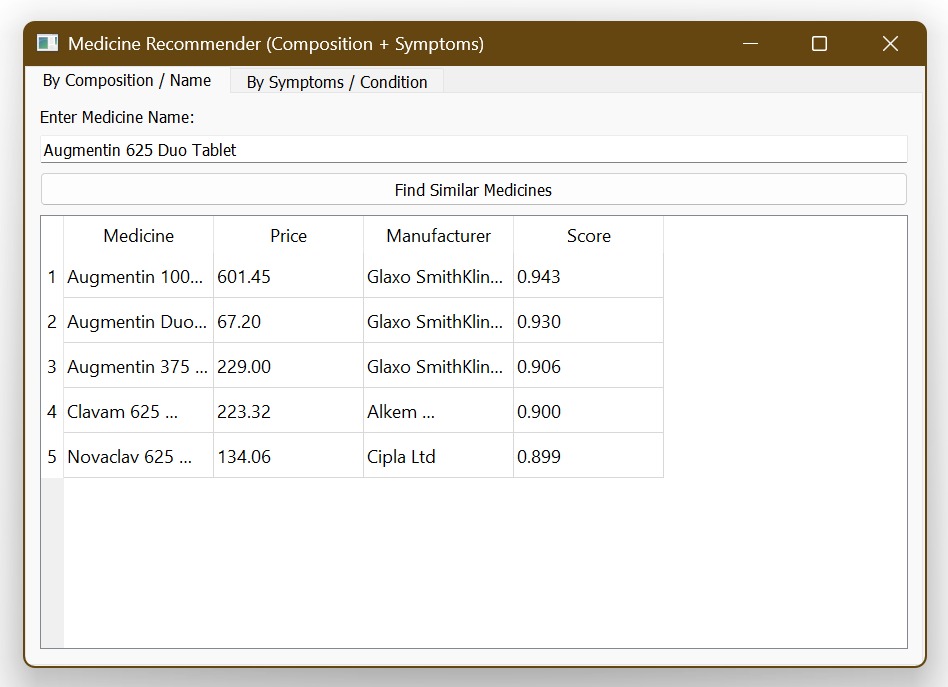 Medicine Recommender (Composition + Symptoms)
By Composition / Name By Symptoms / Condition
Enter Medicine Name:
Augmentin 625 Duo Tablet
Find Similar Medicines
Medicine Price Manufacturer Score
1 Augmentin 100... 601.45 Glaxo SmithKlin... 0.943
2 Augmentin Duo... 67.20 Glaxo SmithKlin... 0.930
3 Augmentin 375 ... 229.00 Glaxo SmithKlin... 0.906
4 Clavam 625 ... 223.32 Alkem ... 0.900
5 Novaclav 625 ... 134.06 Cipla Ltd 0.899